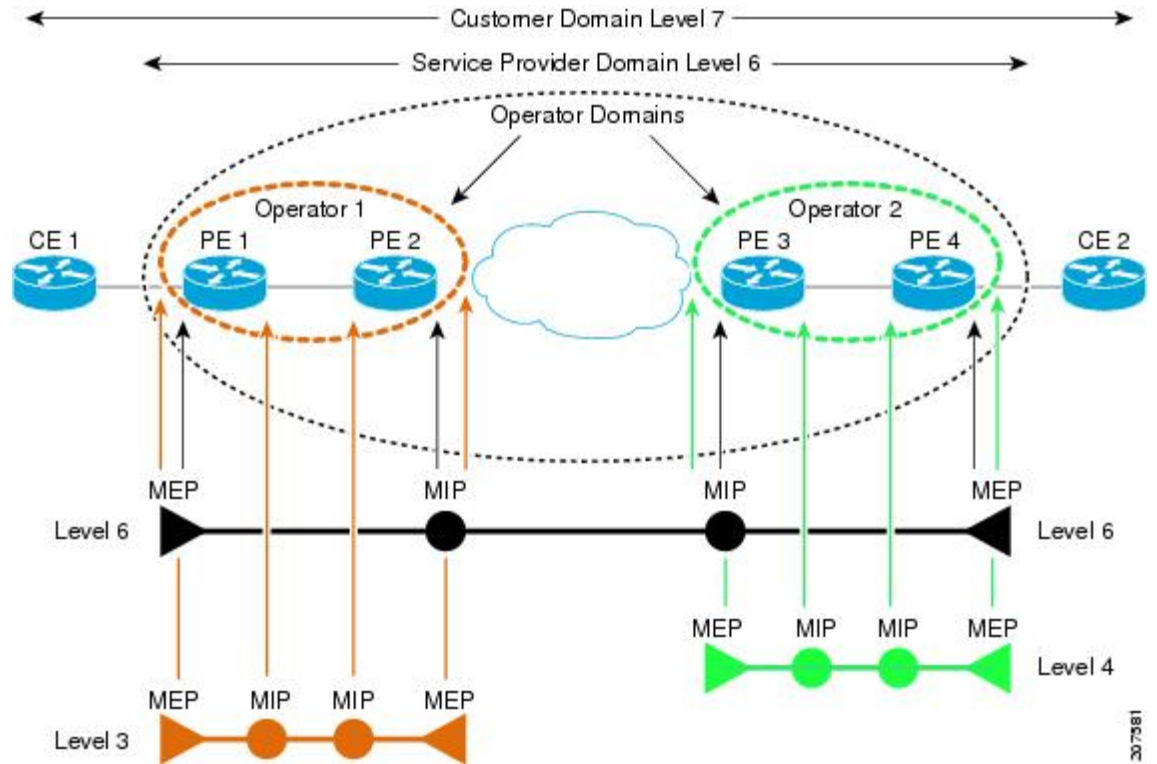 Customer Domain Level 7
Service Provider Domain Level 6
Operator Domains
Operator 1
Operator 2
CE 1
PE 1
PE 2
PE 3
PE 4
CE 2
MEP
MIP
MIP
MEP
Level 6
Level 6
MEP
MIP
MIP
MEP
Level 4
MEP
MIP
MIP
MEP
Level 3
207581